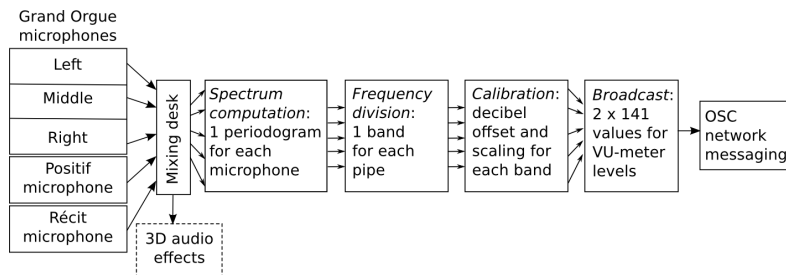 Grand Orgue
microphones
Left
Middle
Right
Positif
microphone
Récit
microphone
Mixing desk
3D audio
effects
Spectrum
computation:
1 periodogram
for each
microphone
Frequency
division:
1 band
for each
pipe
Calibration:
decibel
offset and
scaling for
each band
Broadcast:
2 x 141
values for
VU-meter
levels
OSC
network
messaging